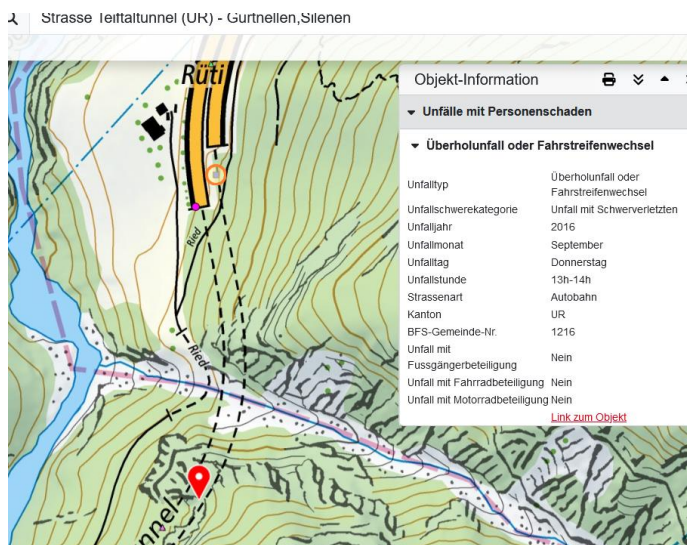 Strasse Teiftaltunnel (UR) - Gurtnellen,Silenen
Rüti
Ried
Ried
Objekt-Information
Unfälle mit Personenschaden
Überholunfall oder Fahrstreifenwechsel
Unfalltyp Überholunfall oder
Fahrstreifenwechsel
Unfallschwerekategorie Unfall mit Schwerverletzten
Unfalljahr 2016
Unfallmonat September
Unfalltag Donnerstag
Unfallstunde 13h-14h
Strassenart Autobahn
Kanton UR
BFS-Gemeinde-Nr. 1216
Unfall mit
Fussgängerbeteiligung Nein
Unfall mit Fahrradbeteiligung Nein
Unfall mit Motorradbeteiligung Nein
Link zum Objekt
nnel